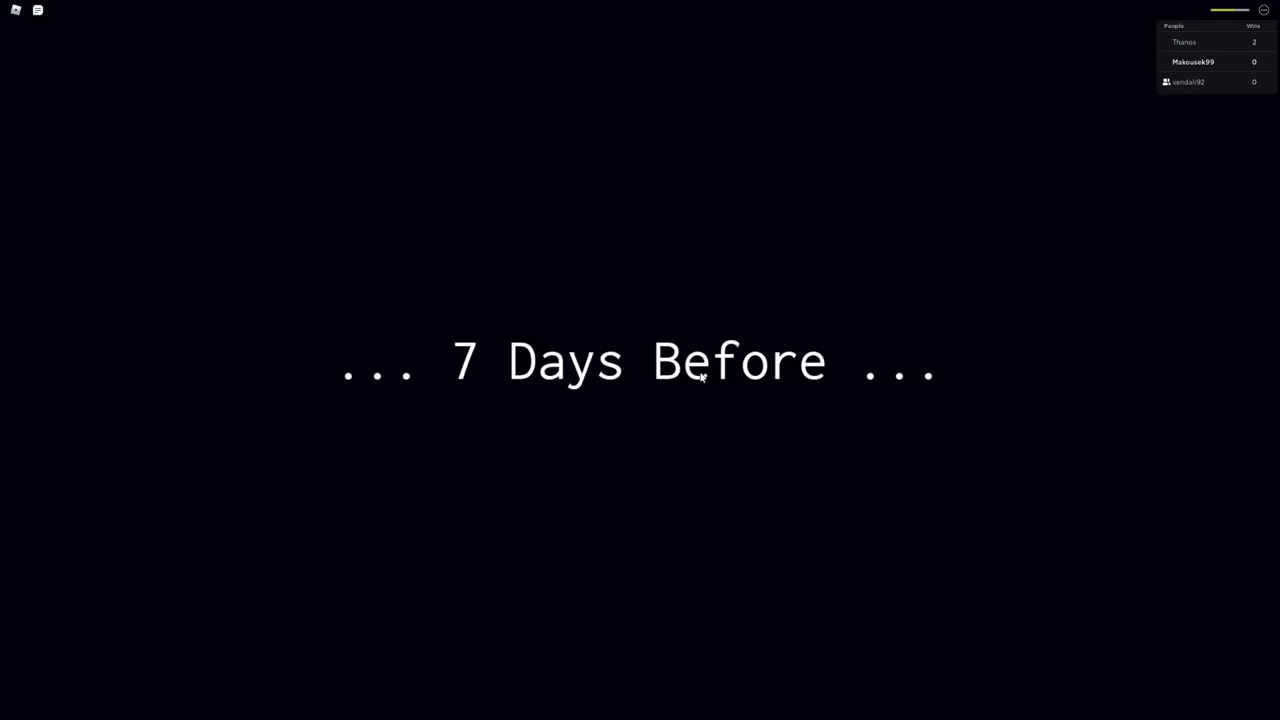 People Wins
Thanos 2
Makousek99 0
vendali92 0
... 7 Days Before ...